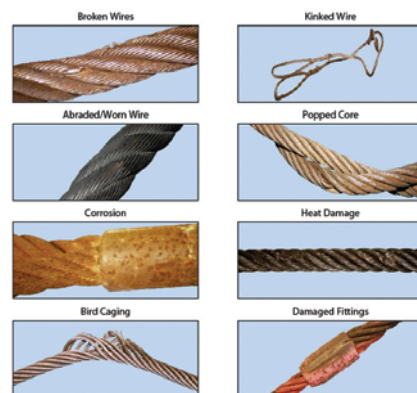 Broken Wires
Kinked Wire
Abraded/Worn Wire
Popped Core
Corrosion
Heat Damage
Bird Caging
Damaged Fittings